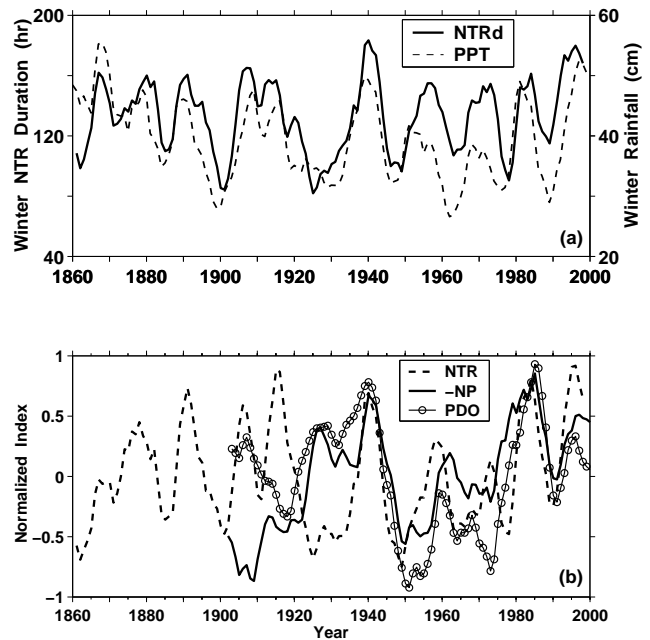 200
120
40
Winter NTR Duration (hr)
NTRd
PPT
60
40
20
Winter Rainfall (cm)
(a)
1860 1880 1900 1920 1940 1960 1980 2000
1
0.5
0
−0.5
−1
Normalized Index
NTR
−NP
PDO
(b)
1860 1880 1900 1920 1940 1960 1980 2000
Year